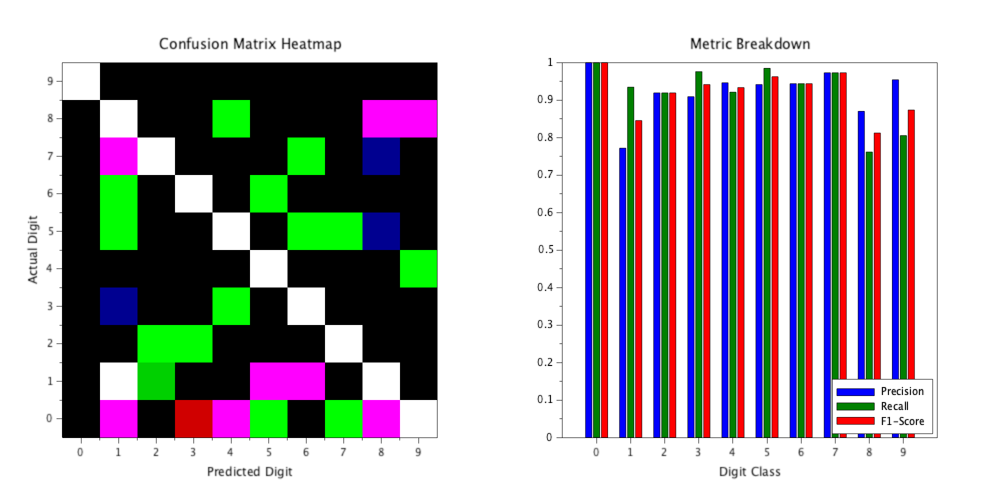 Confusion Matrix Heatmap
9
8
7
6
5
4
3
2
1
0
Actual Digit
0 1 2 3 4 5 6 7 8 9
Predicted Digit
Metric Breakdown
1
0.9
0.8
0.7
0.6
0.5
0.4
0.3
0.2
0.1
0
Precision
Recall
F1-Score
0 1 2 3 4 5 6 7 8 9
Digit Class